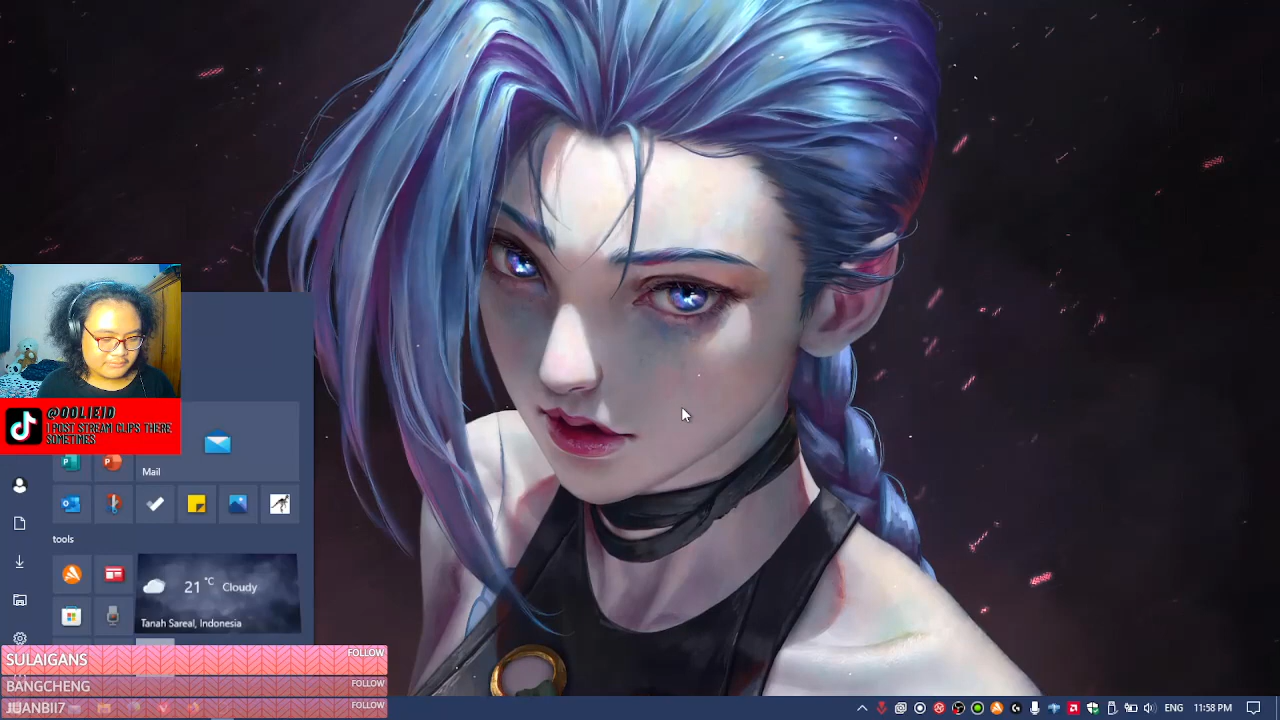 @OOLIEID
I POST STREAM CLIPS THERE
SOMETIMES
Mail
tools
21 °C Cloudy
Tanah Sareal, Indonesia
SULAIGANS FOLLOW
BANGCHENG FOLLOW
JUANBII7 FOLLOW
ENG 11:58 PM